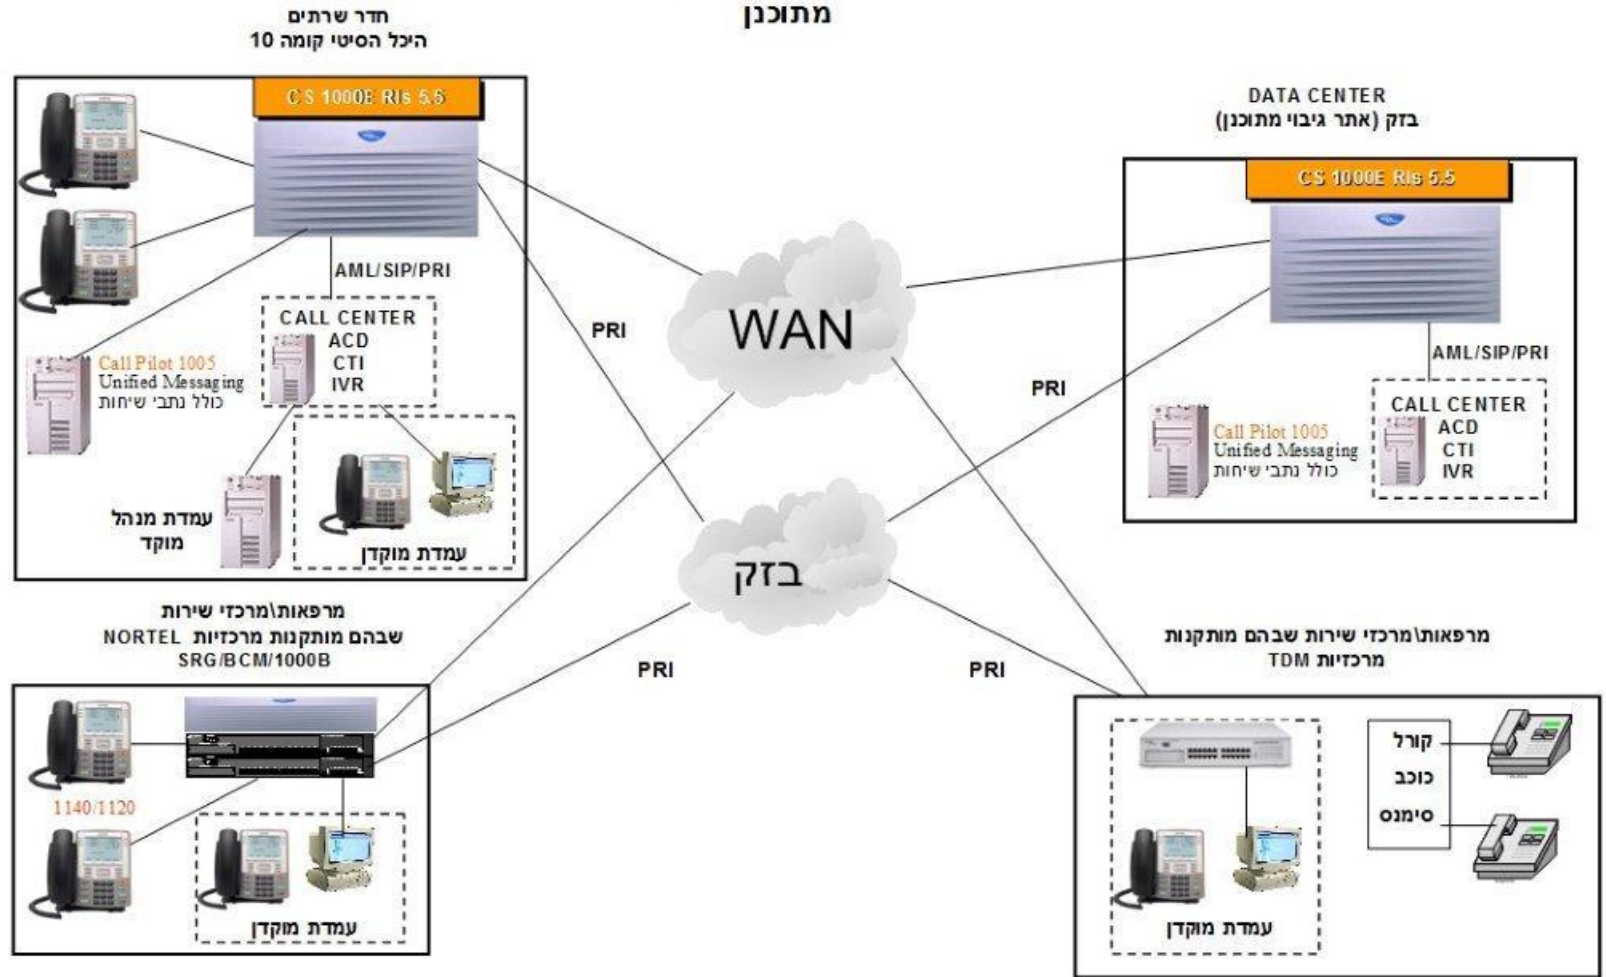 מתוכנן
חדר שרתים
היכל הסיטי קומה 10
CS 1000E Rls 5.5
AML/SIP/PRI
CALL CENTER
ACD
CTI
IVR
Call Pilot 1005
Unified Messaging
כולל נתבי שיחות
עמדת מנהל
מוקד
עמדת מוקדן
DATA CENTER
בזק (אתר גיבוי מתוכנן)
CS 1000E Rls 5.5
AML/SIP/PRI
CALL CENTER
ACD
CTI
IVR
Call Pilot 1005
Unified Messaging
כולל נתבי שיחות
WAN
PRI
PRI
בזק
PRI
PRI
מרפאות\מרכזי שירות
שבהם מותקנות מרכזיות NORTEL
SRG/BCM/1000B
1140/1120
עמדת מוקדן
מרפאות\מרכזי שירות שבהם מותקנות
מרכזיות TDM
קורל
כוכב
סימנס
עמדת מוקדן